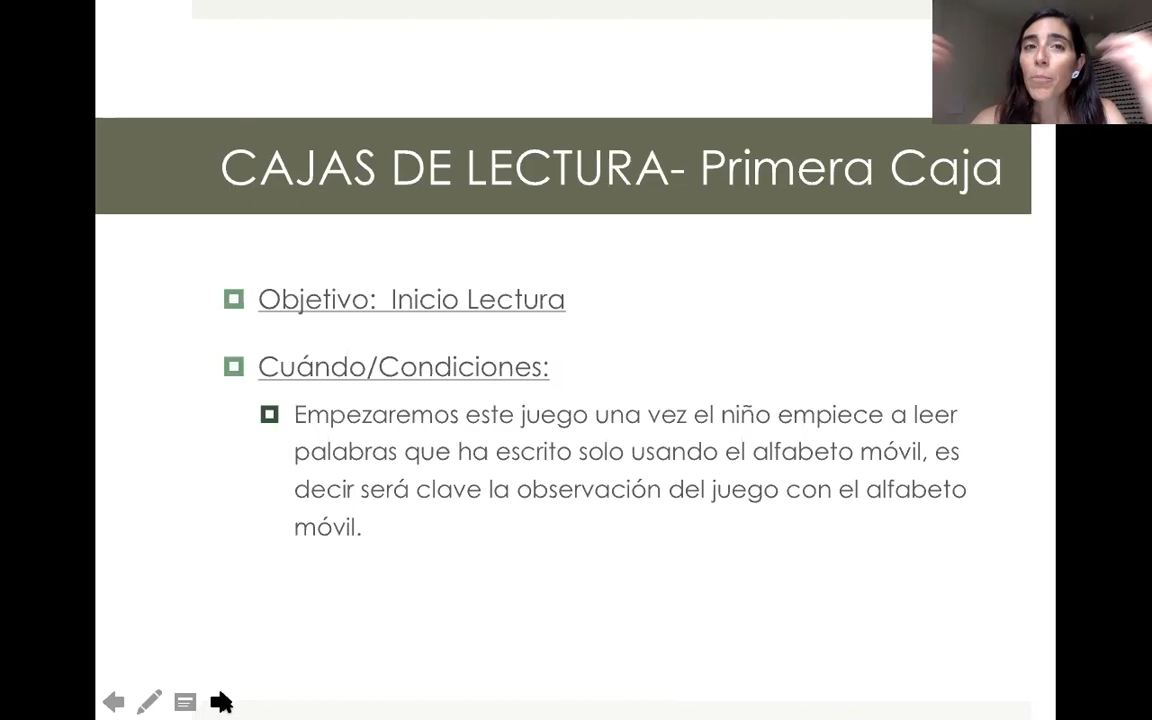 CAJAS DE LECTURA- Primera Caja
Objetivo: Inicio Lectura
Cuándo/Condiciones:
Empezaremos este juego una vez el niño empiece a leer
palabras que ha escrito solo usando el alfabeto móvil, es
decir será clave la observación del juego con el alfabeto
móvil.